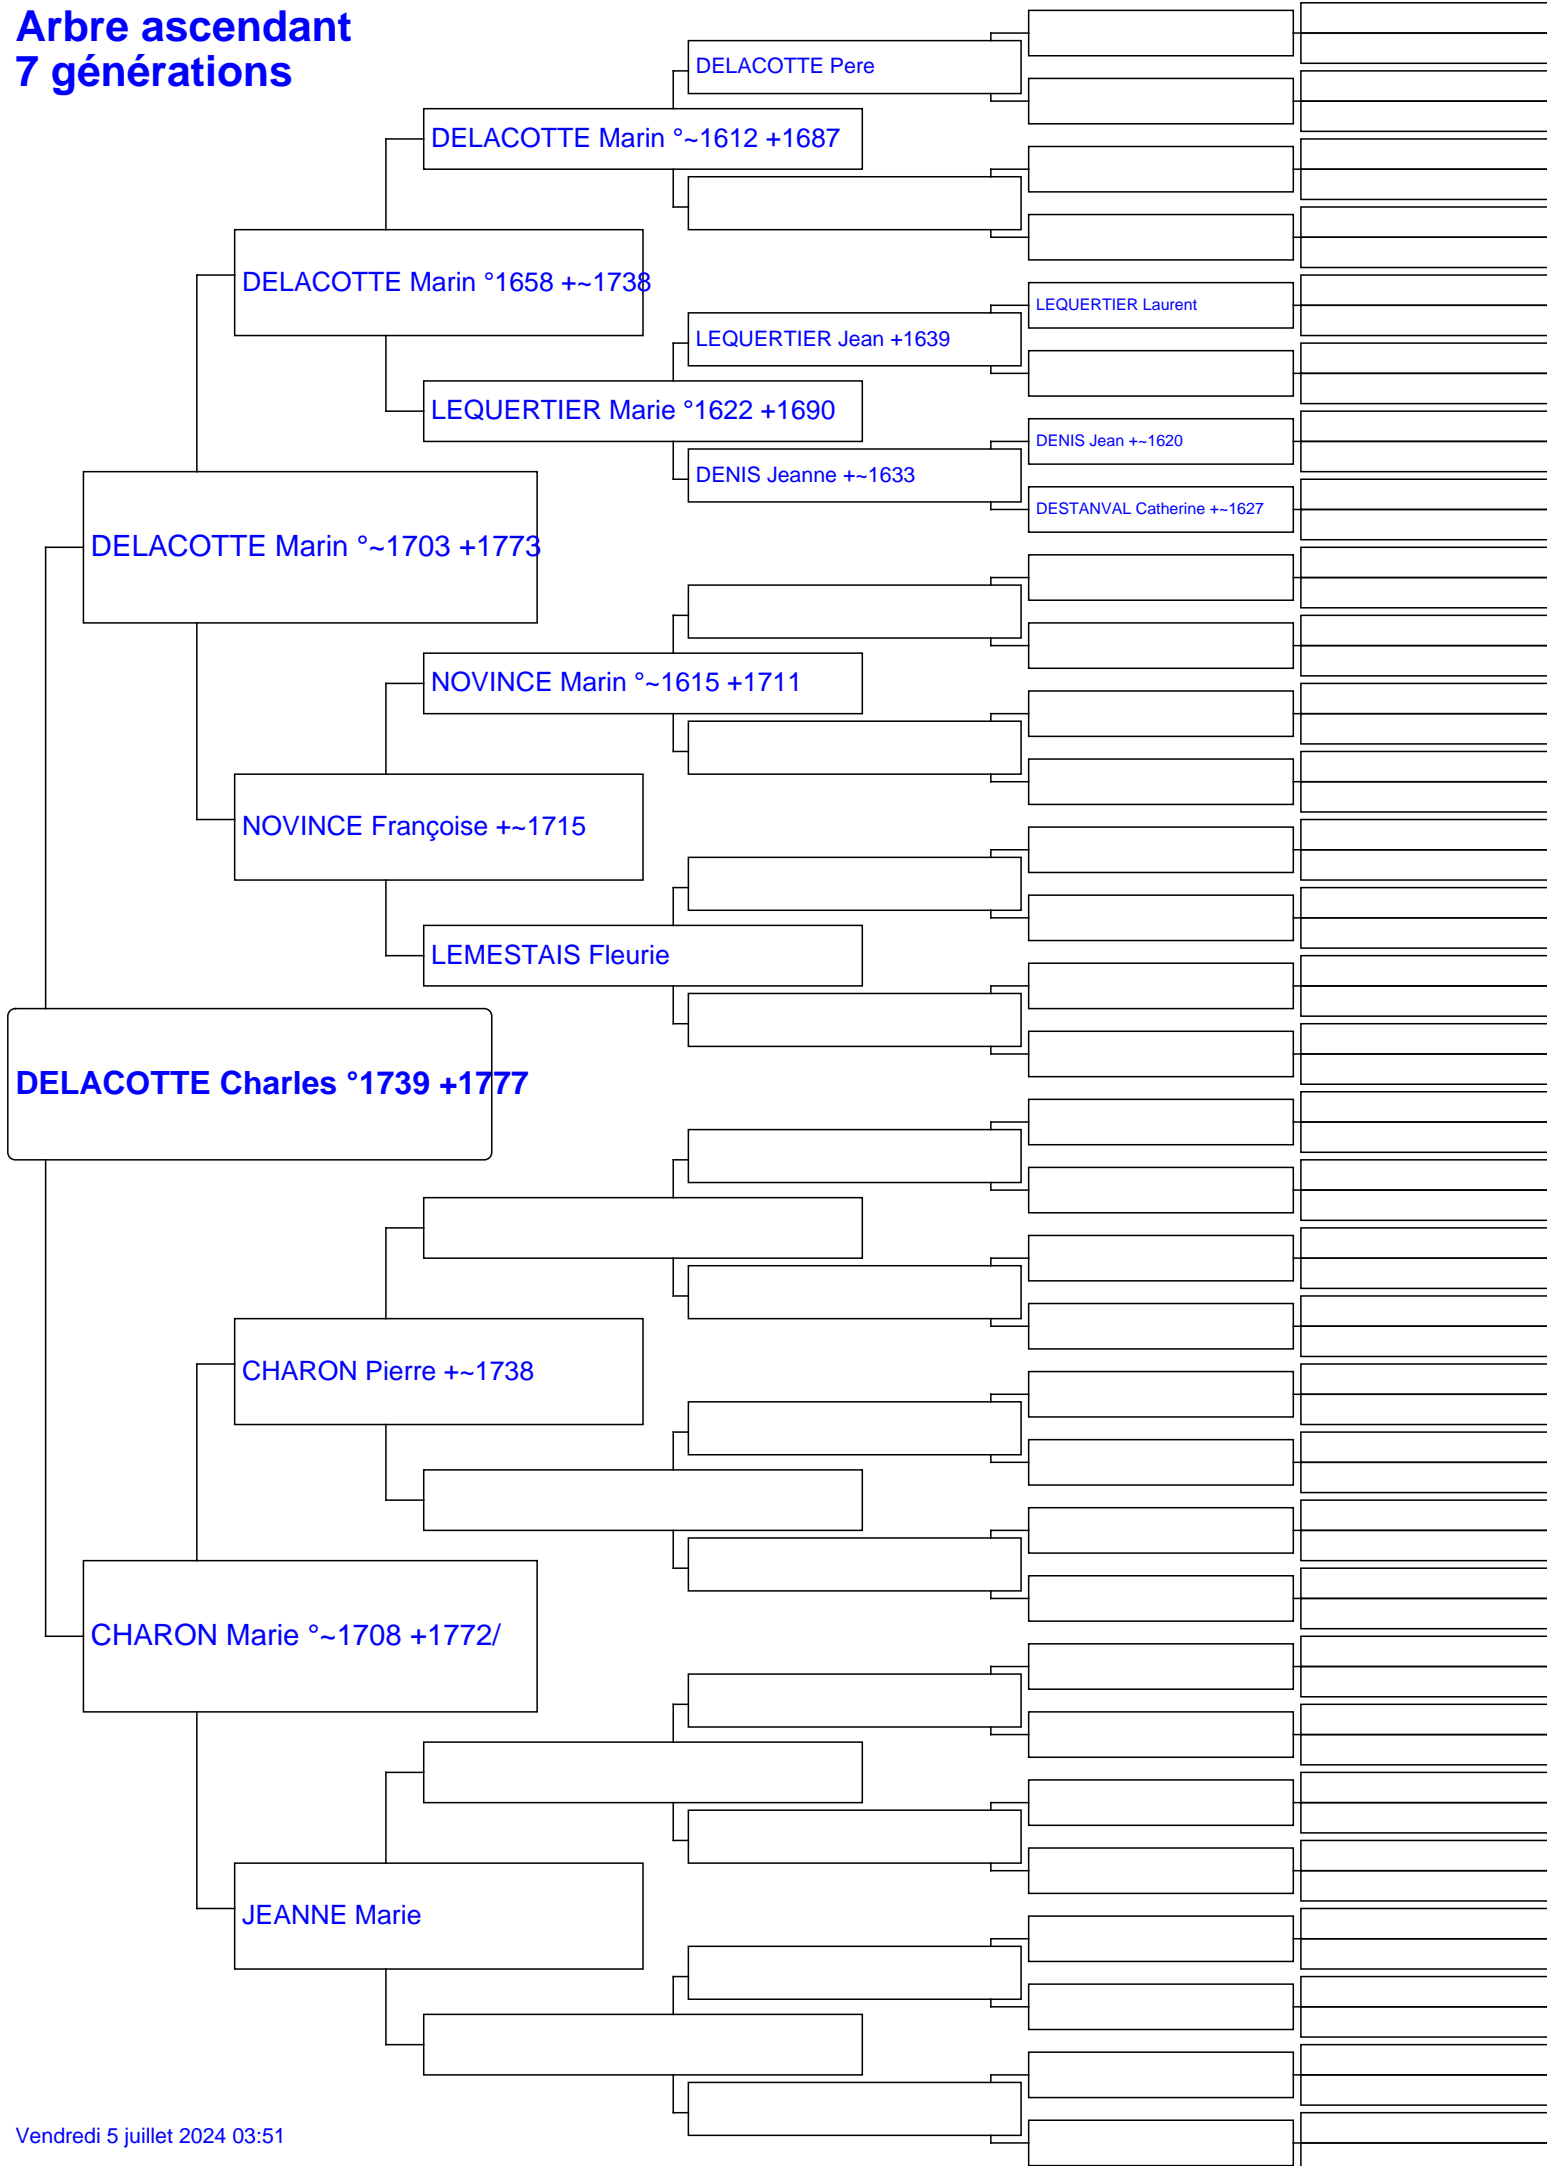 Arbre ascendant
7 générations
DELACOTTE Pere
DELACOTTE Marin °~1612 +1687
DELACOTTE Marin °1658 +~1738
LEQUERTIER Laurent
LEQUERTIER Jean +1639
LEQUERTIER Marie °1622 +1690
DENIS Jean +~1620
DENIS Jeanne +~1633
DESTANVAL Catherine +~1627
DELACOTTE Marin °~1703 +1773
NOVINCE Marin °~1615 +1711
NOVINCE Françoise +~1715
LEMESTAIS Fleurie
DELACOTTE Charles °1739 +1777
CHARON Pierre +~1738
CHARON Marie °~1708 +1772/
JEANNE Marie
Vendredi 5 juillet 2024 03:51